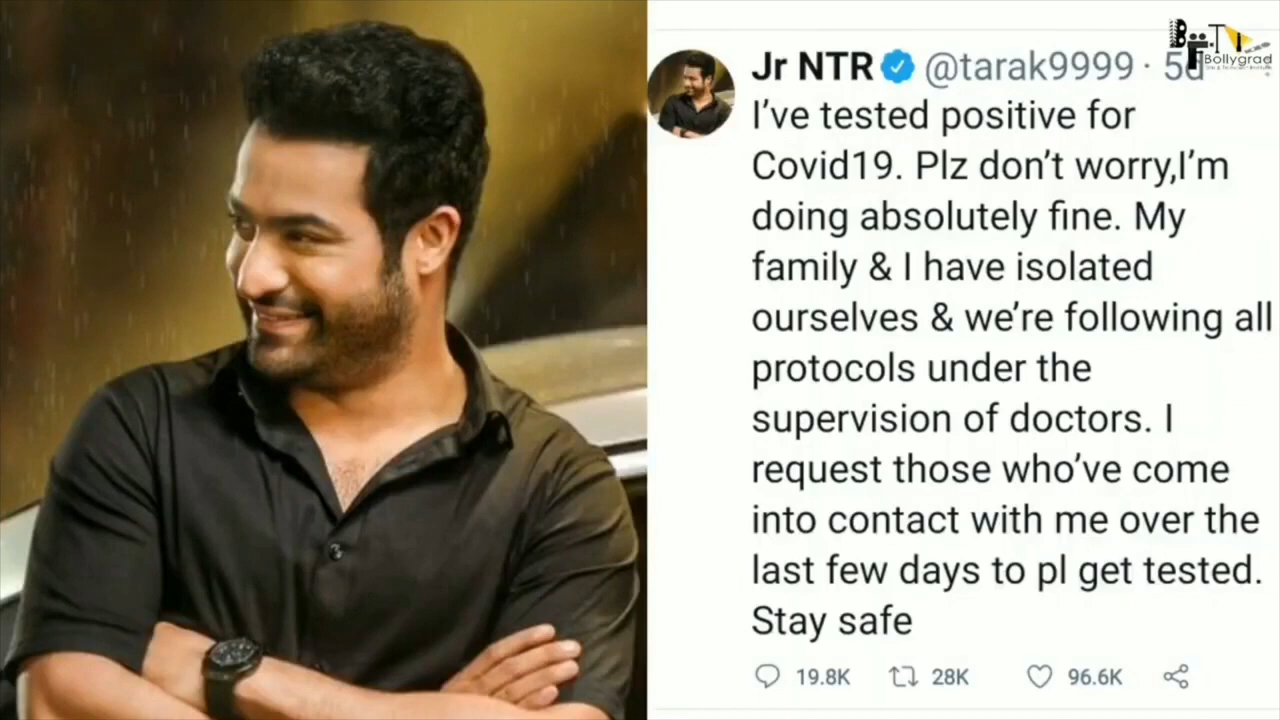 BFTV
Bollygrad
Jr NTR @tarak9999 · 5d
I've tested positive for
Covid19. Plz don't worry,I'm
doing absolutely fine. My
family & I have isolated
ourselves & we're following all
protocols under the
supervision of doctors. I
request those who've come
into contact with me over the
last few days to pl get tested.
Stay safe
19.8K 28K 96.6K